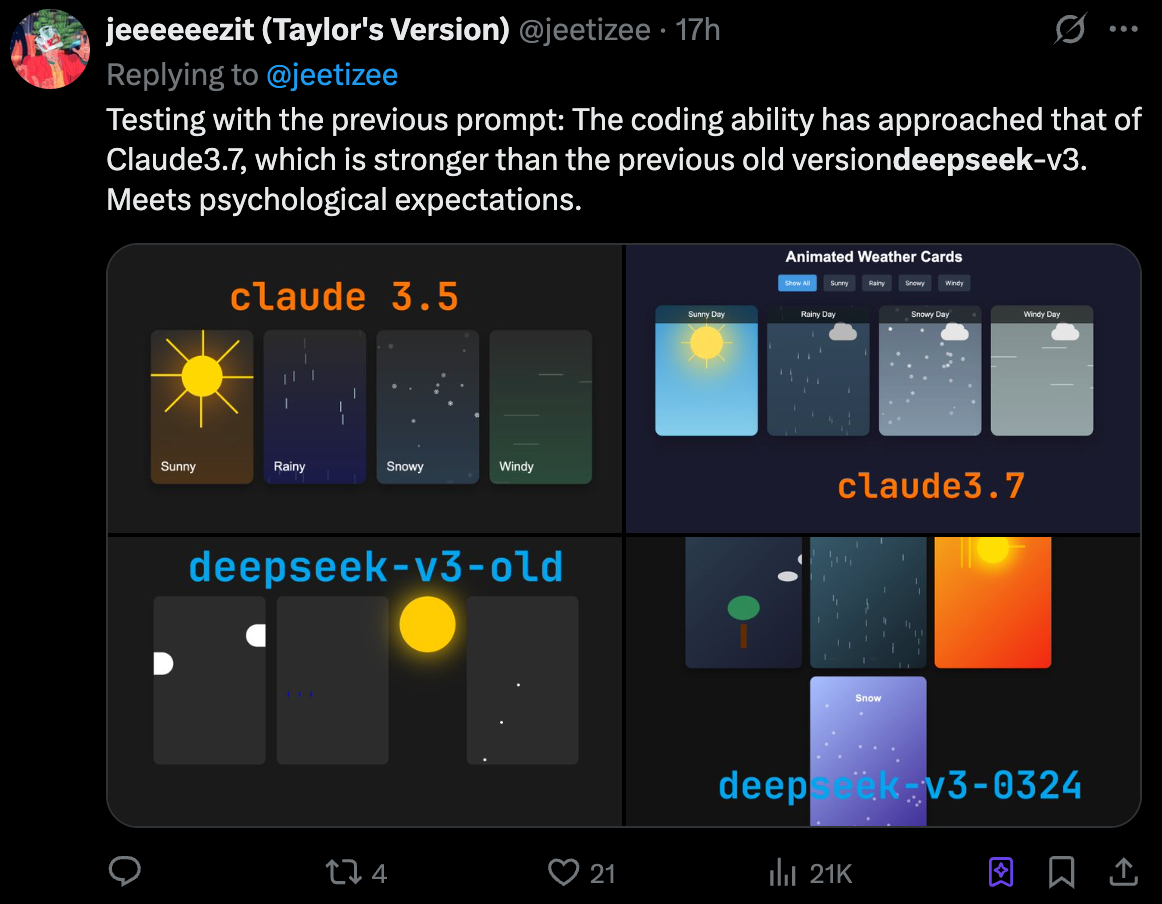 jeeeeeezit (Taylor's Version) @jeetizee · 17h
Replying to @jeetizee
Testing with the previous prompt: The coding ability has approached that of
Claude3.7, which is stronger than the previous old versiondeepseek-v3.
Meets psychological expectations.
claude 3.5
Sunny
Rainy
Snowy
Windy
Animated Weather Cards
Show All Sunny Rainy Snowy Windy
Sunny Day
Rainy Day
Snowy Day
Windy Day
claude3.7
deepseek-v3-old
Snow
deepseek-v3-0324
4 21 21K